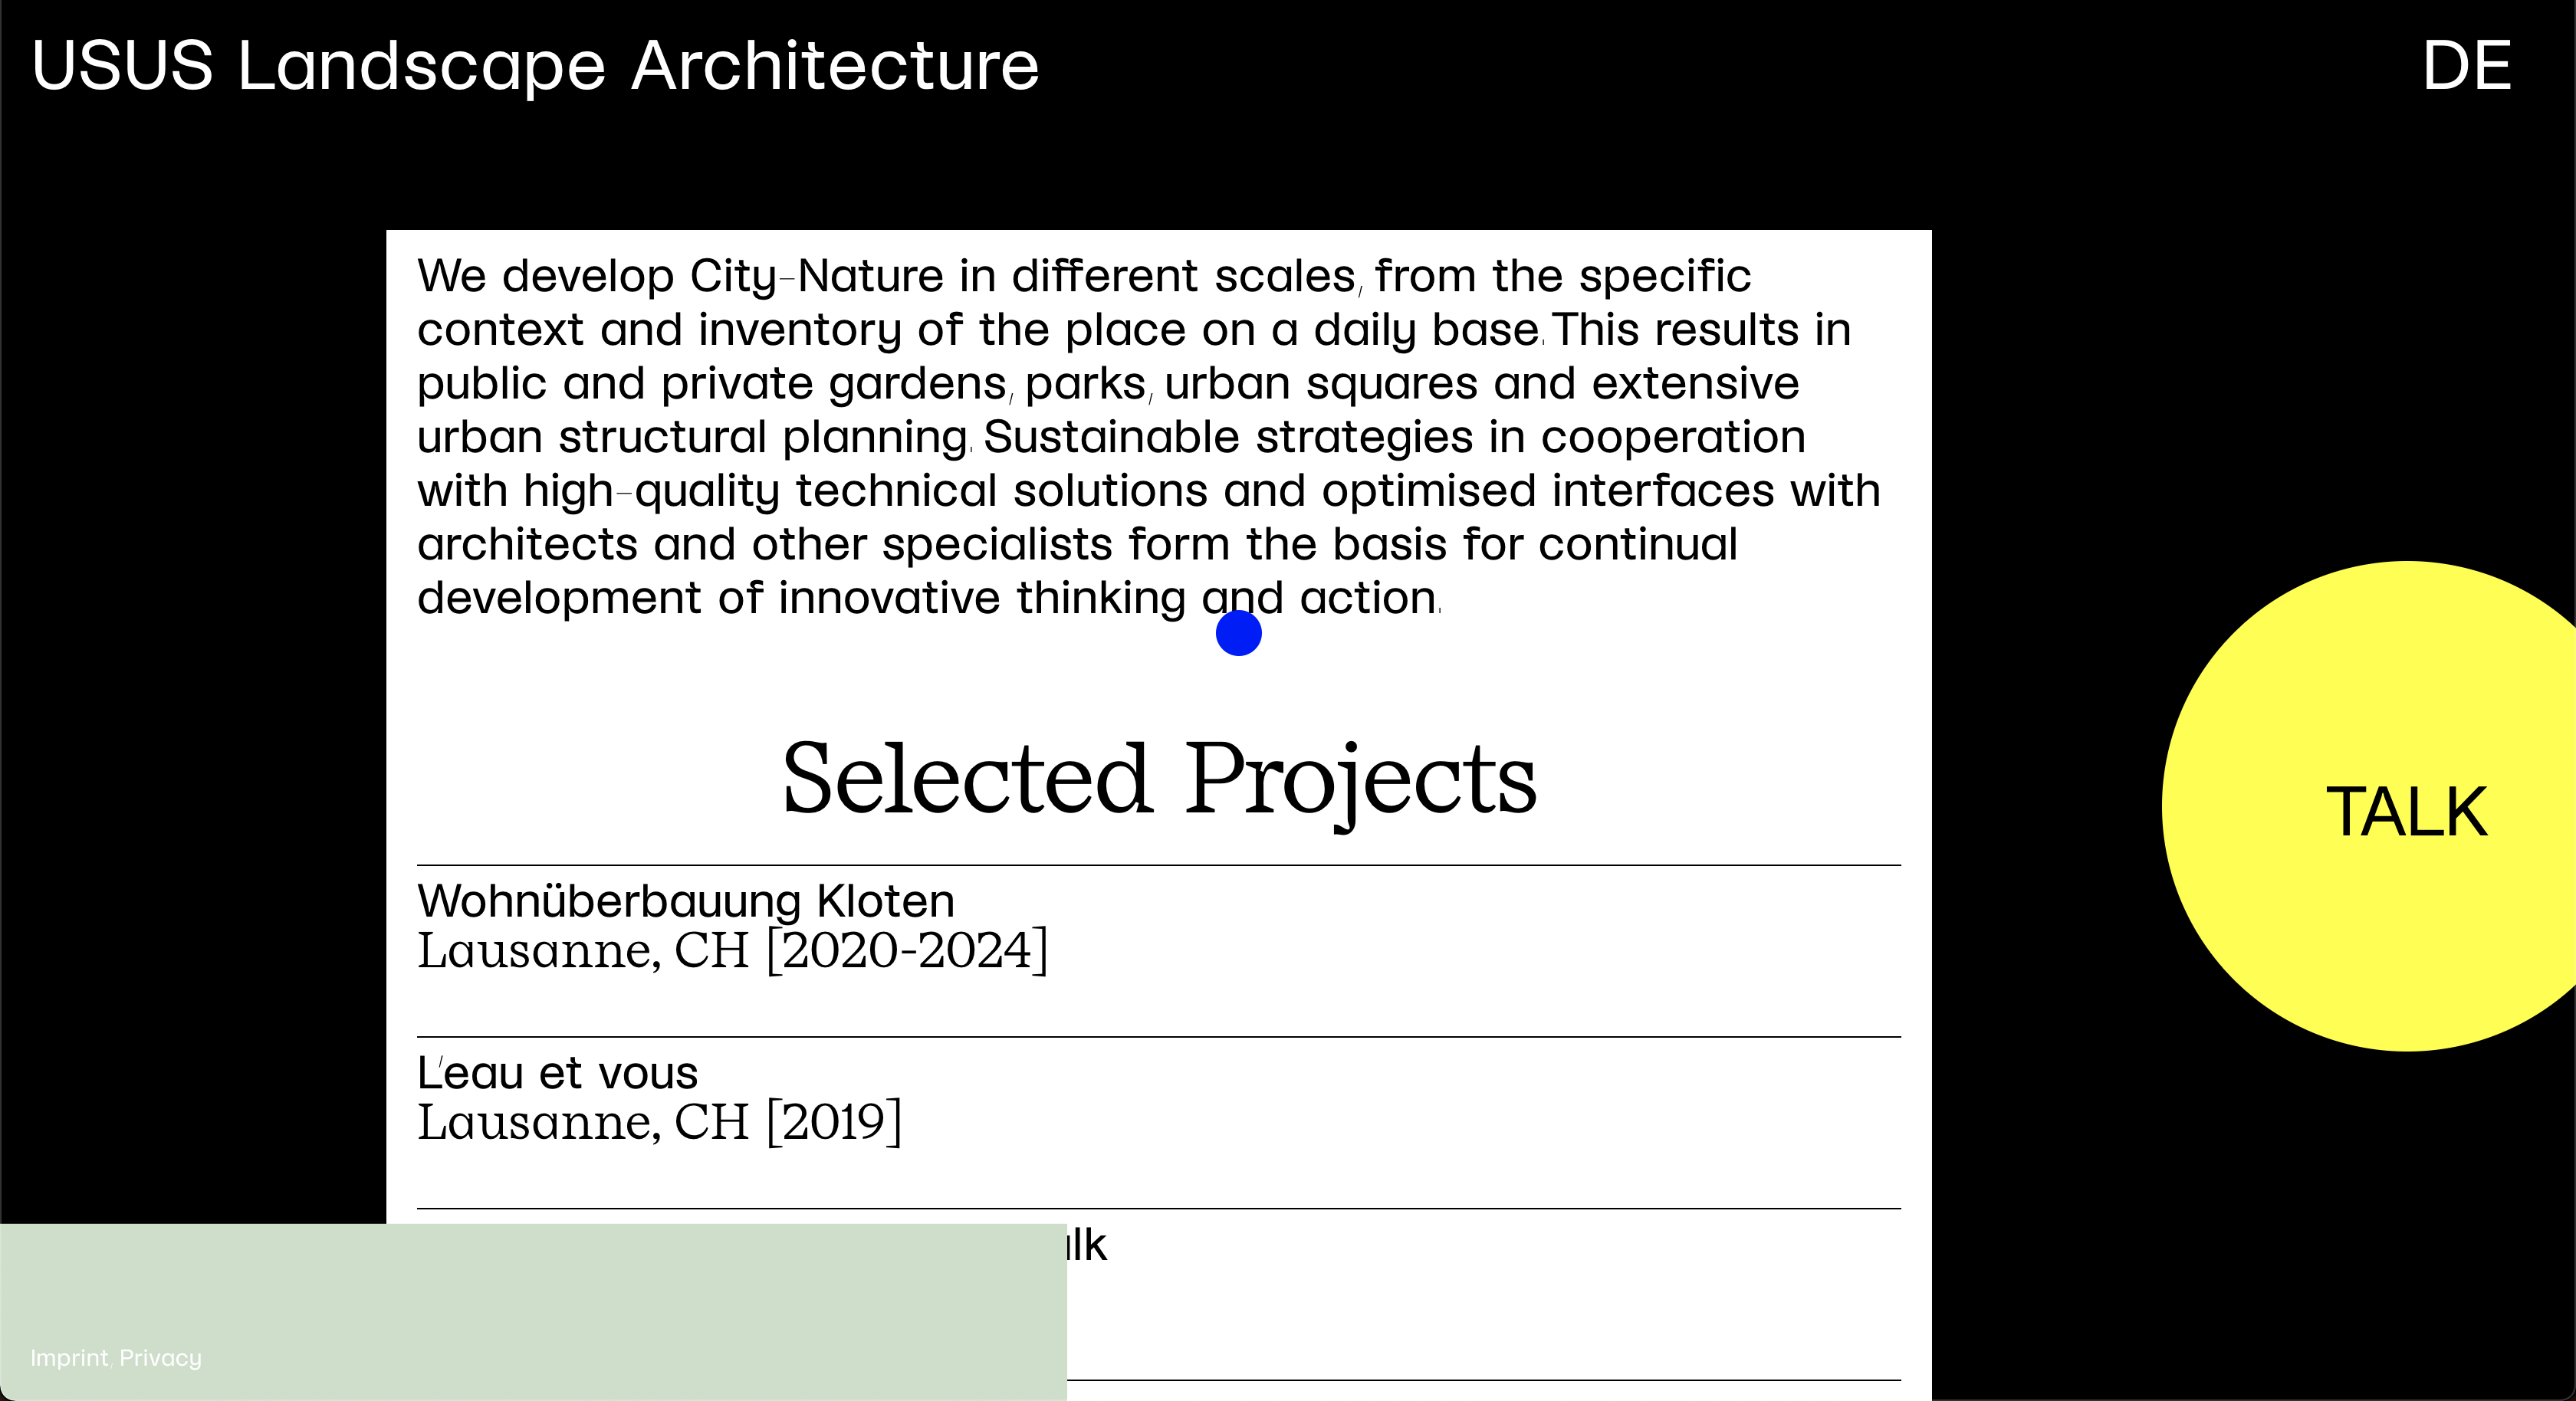 USUS Landscape Architecture
DE
We develop City-Nature in different scales, from the specific
context and inventory of the place on a daily base. This results in
public and private gardens, parks, urban squares and extensive
urban structural planning. Sustainable strategies in cooperation
with high-quality technical solutions and optimised interfaces with
architects and other specialists form the basis for continual
development of innovative thinking and action.
Selected Projects
TALK
Wohnüberbauung Kloten
Lausanne, CH [2020-2024]
L'eau et vous
Lausanne, CH [2019]
Imprint, Privacy